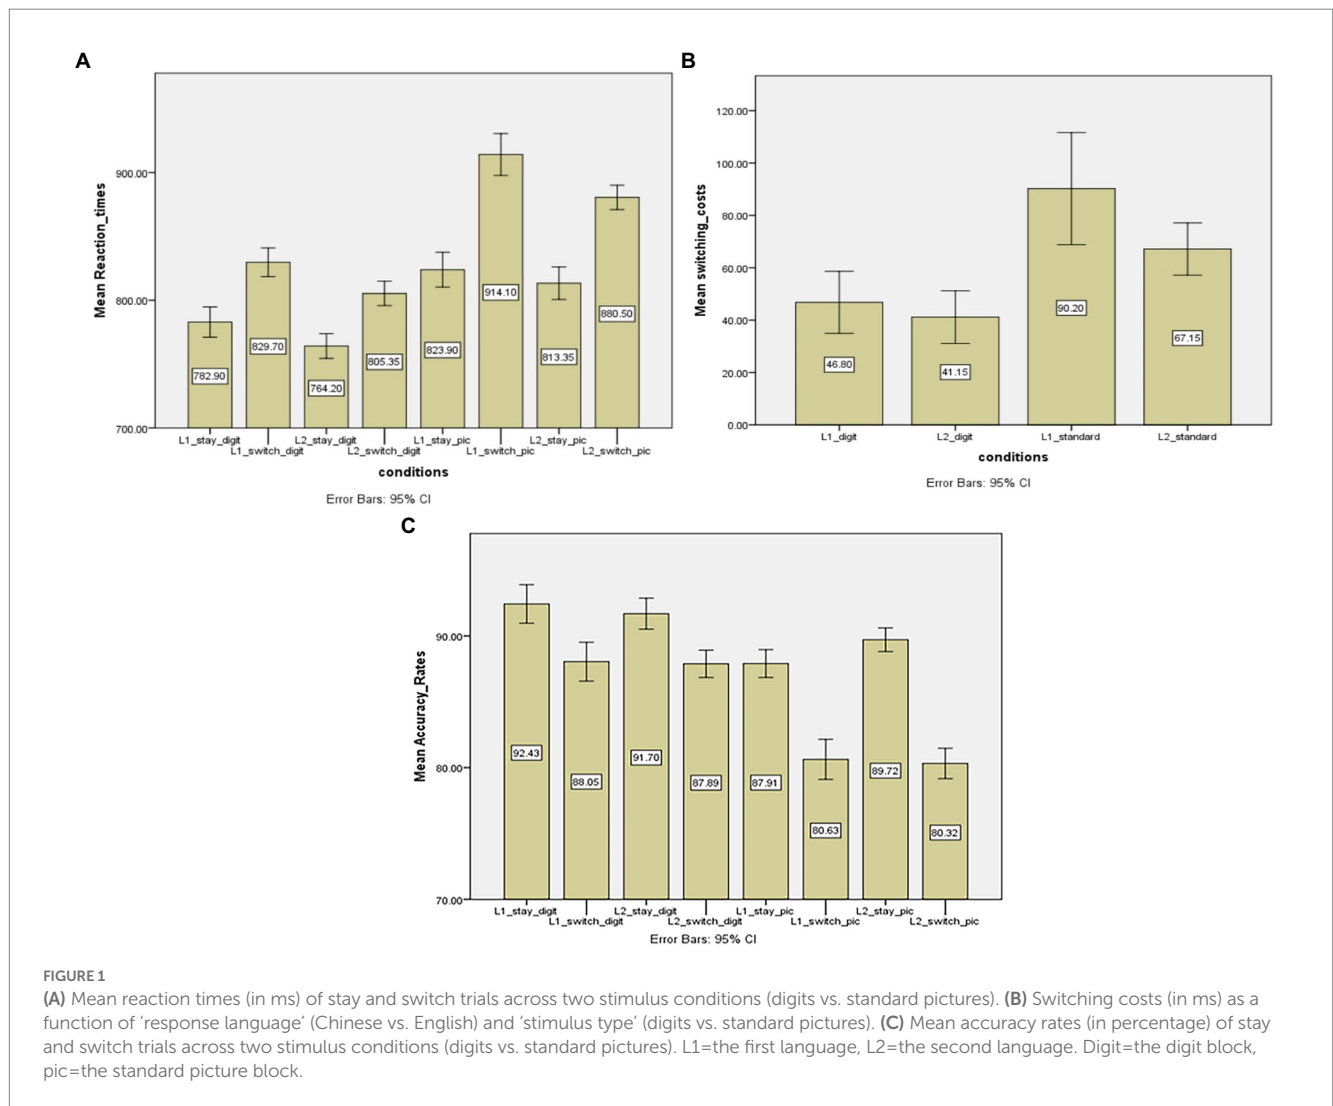 A
Mean Reaction_times
900.00
800.00
700.00
782.90
829.70
764.20
805.35
823.90
914.10
813.35
880.50
L1_stay_digit
L1_switch_digit
L2_stay_digit
L2_switch_digit
L1_stay_pic
L1_switch_pic
L2_stay_pic
L2_switch_pic
conditions
Error Bars: 95% CI
B
Mean switching_costs
120.00
100.00
80.00
60.00
40.00
20.00
0.00
46.80
41.15
90.20
67.15
L1_digit
L2_digit
L1_standard
L2_standard
conditions
Error Bars: 95% CI
C
Mean Accuracy_Rates
90.00
80.00
70.00
92.43
88.05
91.70
87.89
87.91
80.63
89.72
80.32
L1_stay_digit
L1_switch_digit
L2_stay_digit
L2_switch_digit
L1_stay_pic
L1_switch_pic
L2_stay_pic
L2_switch_pic
Error Bars: 95% CI
FIGURE 1
(A) Mean reaction times (in ms) of stay and switch trials across two stimulus conditions (digits vs. standard pictures). (B) Switching costs (in ms) as a
function of ‘response language’ (Chinese vs. English) and ‘stimulus type’ (digits vs. standard pictures). (C) Mean accuracy rates (in percentage) of stay
and switch trials across two stimulus conditions (digits vs. standard pictures). L1=the first language, L2=the second language. Digit=the digit block,
pic=the standard picture block.